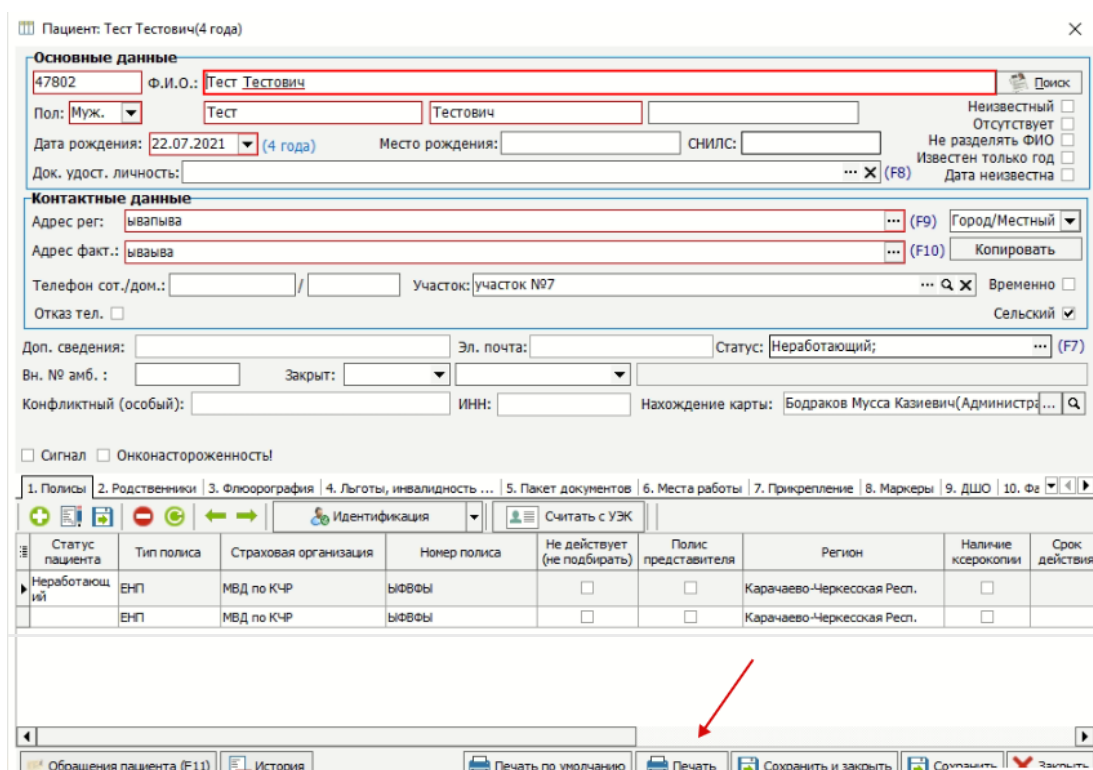 Пациент: Тест Тестович(4 года)
Основные данные
47802 Ф.И.О.: Тест Тестович Поиск
Пол: Муж. Тест Тестович Неизвестный
Отсутствует
Дата рождения: 22.07.2021 (4 года) Место рождения: СНИЛС: Не разделять ФИО
Известен только год
Док. удост. личность: ... (F8) Дата неизвестна
Контактные данные
Адрес рег: ывапыва ... (F9) Город/Местный
Адрес факт.: ываыва ... (F10) Копировать
Телефон сот./дом.: / Участок: участок №7 ... Временно
Отказ тел. Сельский
Доп. сведения: Эл. почта: Статус: Неработающий; ... (F7)
Вн. № амб. : Закрыт:
Конфликтный (особый): ИНН: Нахождение карты: Бодраков Мусса Казиевич(Администра ...
Сигнал Онконастороженность!
1. Полисы 2. Родственники 3. Флюорография 4. Льготы, инвалидность ... 5. Пакет документов 6. Места работы 7. Прикрепление 8. Маркеры 9. ДШО 10. Фа
Идентификация Считать с УЭК
Статус пациента Тип полиса Страховая организация Номер полиса Не действует (не подбирать) Полис представителя Регион Наличие ксерокопии Срок действия
Неработающий ЕНП МВД по КЧР ЫФВФЫ Карачаево-Черкесская Респ.
ЕНП МВД по КЧР ЫФВФЫ Карачаево-Черкесская Респ.
Обращения пациента (F11) История Печать по умолчанию Печать Сохранить и закрыть Сохранить Закрыть